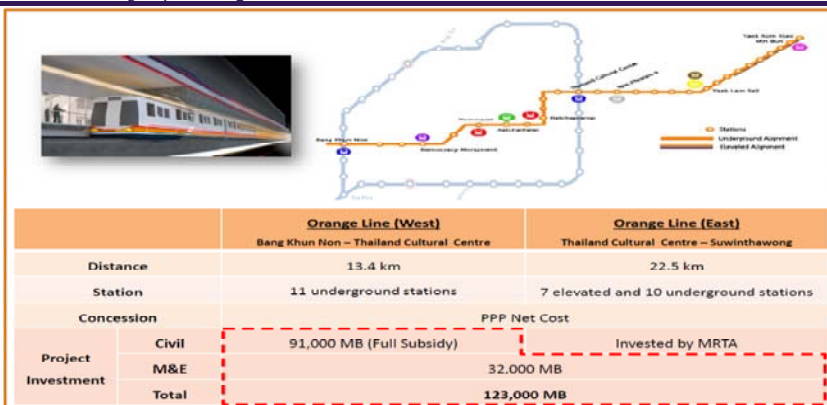 Bang Khun Non
Democracy Monument
Ratchathewi
Thailand Cultural Centre
Yaek Lam Sali
Stations
Underground Alignment
Elevated Alignment
Orange Line (West)
Bang Khun Non – Thailand Cultural Centre
Orange Line (East)
Thailand Cultural Centre – Suwinthawong
Distance
13.4 km
22.5 km
Station
11 underground stations
7 elevated and 10 underground stations
Concession
PPP Net Cost
Project Investment
Civil
91,000 MB (Full Subsidy)
Invested by MRTA
M&E
32.000 MB
Total
123,000 MB